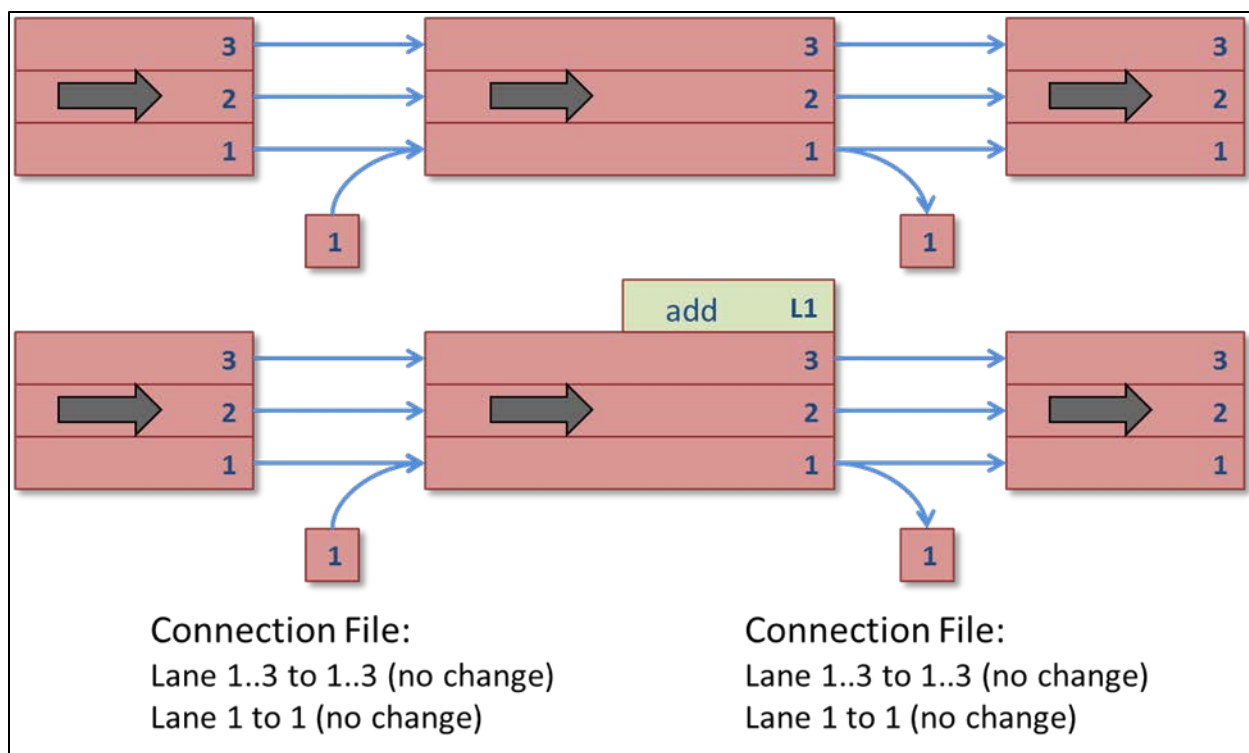 3 3 3
2 2 2
1 1 1
1 1
add L1
3 3 3
2 2 2
1 1 1
1 1
Connection File: Connection File:
Lane 1..3 to 1..3 (no change) Lane 1..3 to 1..3 (no change)
Lane 1 to 1 (no change) Lane 1 to 1 (no change)